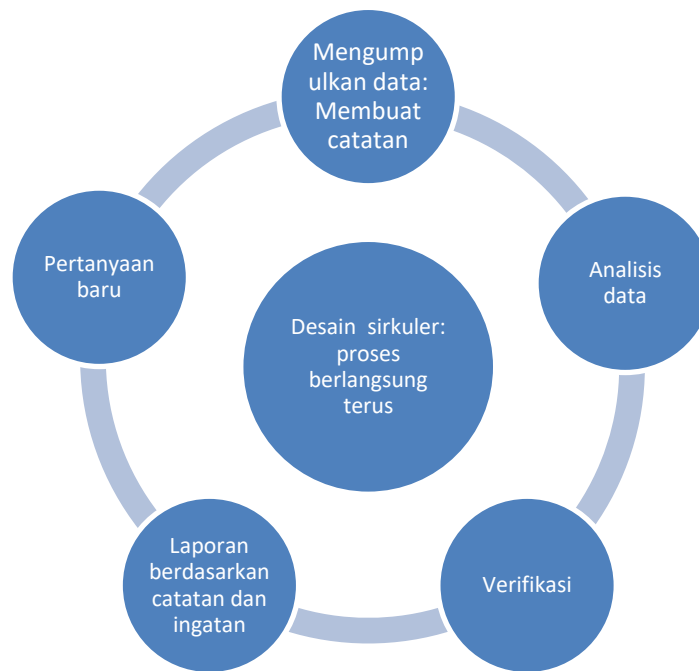 Mengump
ulkan data:
Membuat
catatan
Analisis
data
Verifikasi
Laporan
berdasarkan
catatan dan
ingatan
Pertanyaan
baru
Desain sirkuler:
proses
berlangsung
terus